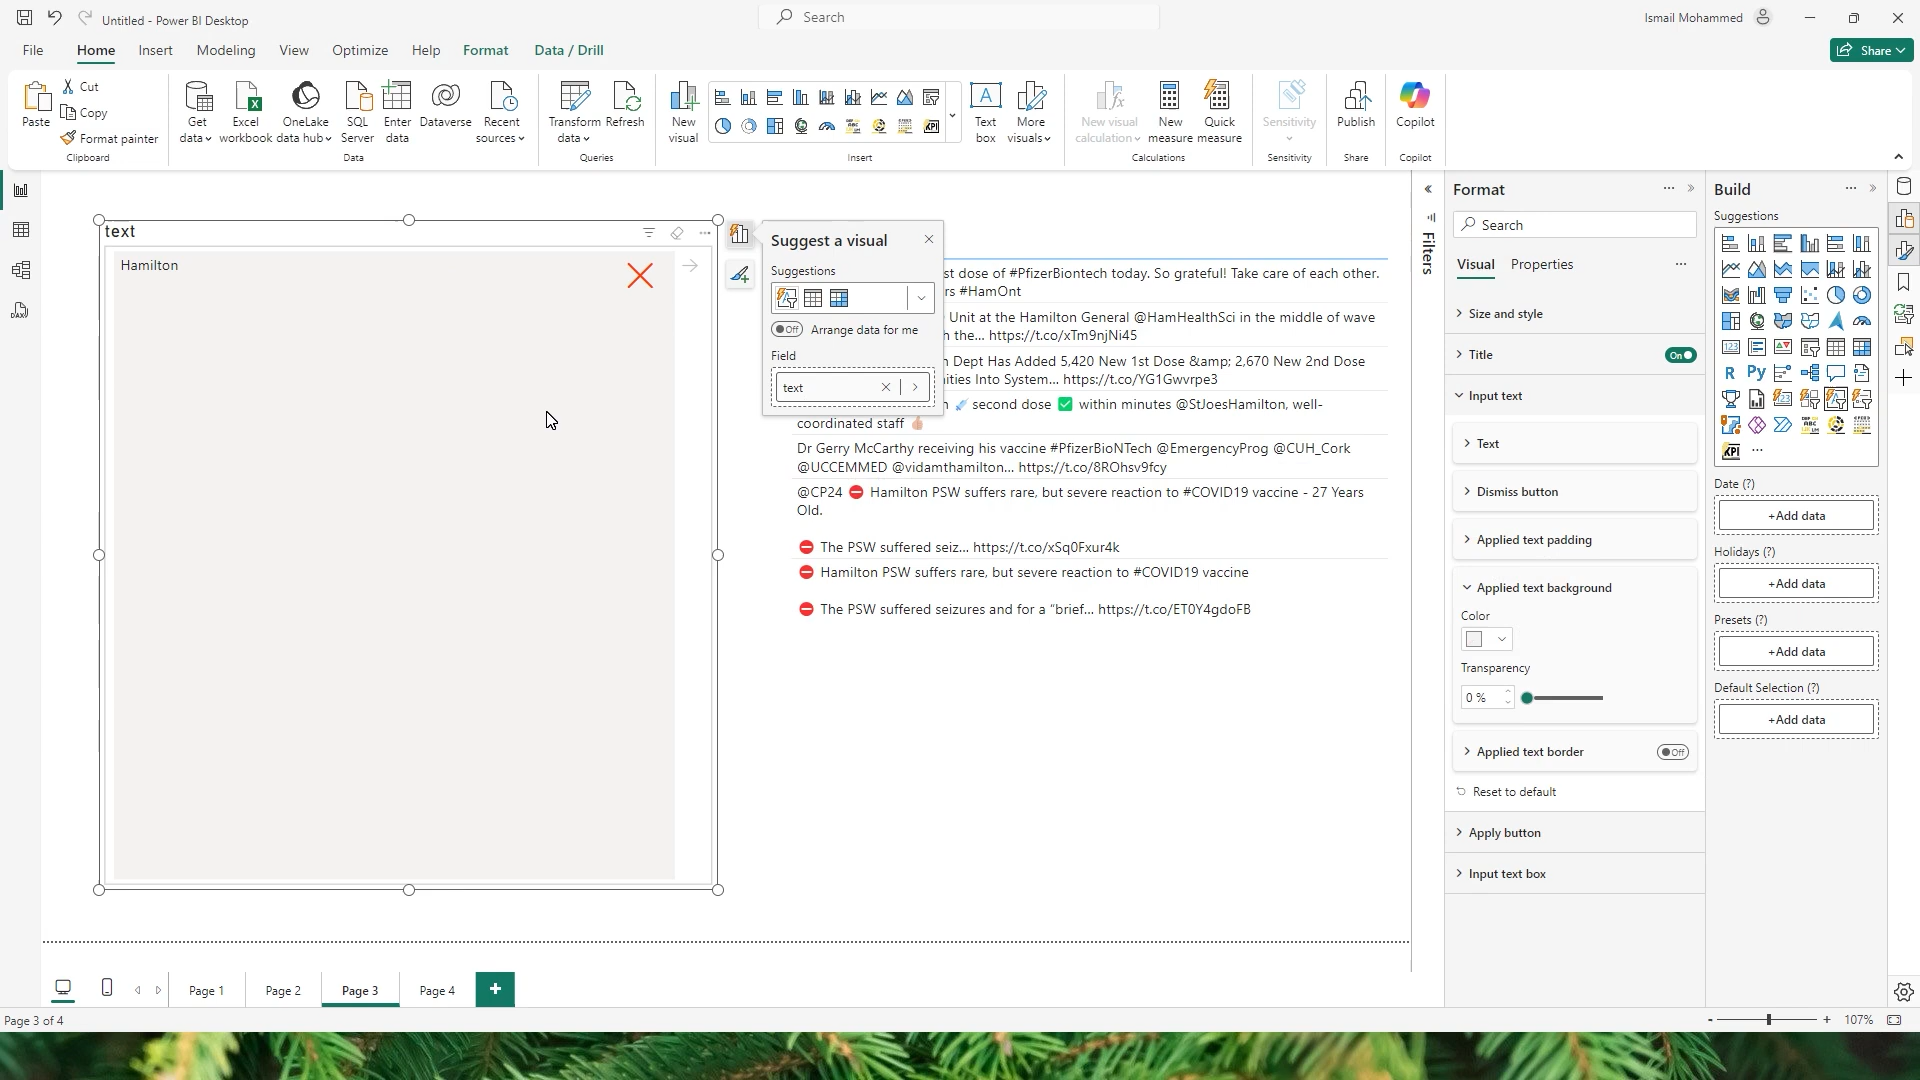 Untitled - Power BI Desktop
Search
Ismail Mohammed
File Home Insert Modeling View Optimize Help Format Data / Drill
Share
Paste
Cut
Copy
Format painter
Clipboard
Get data
Excel workbook
OneLake data hub
SQL Server
Enter data
Dataverse
Recent sources
Data
Transform data
Refresh
Queries
New visual
Text box
More visuals
Insert
New visual calculation
New measure
Quick measure
Calculations
Sensitivity
Sensitivity
Publish
Share
Copilot
Copilot
text
Hamilton
Suggest a visual
Suggestions
Off Arrange data for me
Field
text
st dose of #PfizerBiontech today. So grateful! Take care of each other.
rs #HamOnt
Unit at the Hamilton General @HamHealthSci in the middle of wave
n the... https://t.co/xTm9njNi45
n Dept Has Added 5,420 New 1st Dose &amp; 2,670 New 2nd Dose
ities Into System... https://t.co/YG1Gwvrpe3
second dose ✅ within minutes @StJoesHamilton, well-
coordinated staff
Dr Gerry McCarthy receiving his vaccine #PfizerBioNTech @EmergencyProg @CUH_Cork
@UCCEMMED @vidamthamilton... https://t.co/8ROhsv9fcy
@CP24 ⛔ Hamilton PSW suffers rare, but severe reaction to #COVID19 vaccine - 27 Years
Old.
⛔ The PSW suffered seiz... https://t.co/xSq0Fxur4k
⛔ Hamilton PSW suffers rare, but severe reaction to #COVID19 vaccine
⛔ The PSW suffered seizures and for a "brief... https://t.co/ET0Y4gdoFB
Filters
Format
Search
Visual Properties
Size and style
Title On
Input text
Text
Dismiss button
Applied text padding
Applied text background
Color
Transparency
0 %
Applied text border Off
Reset to default
Apply button
Input text box
Build
Suggestions
R Py
123
ABC
KPI
Date (?)
+Add data
Holidays (?)
+Add data
Presets (?)
+Add data
Default Selection (?)
+Add data
Page 1 Page 2 Page 3 Page 4 +
Page 3 of 4
- + 107%